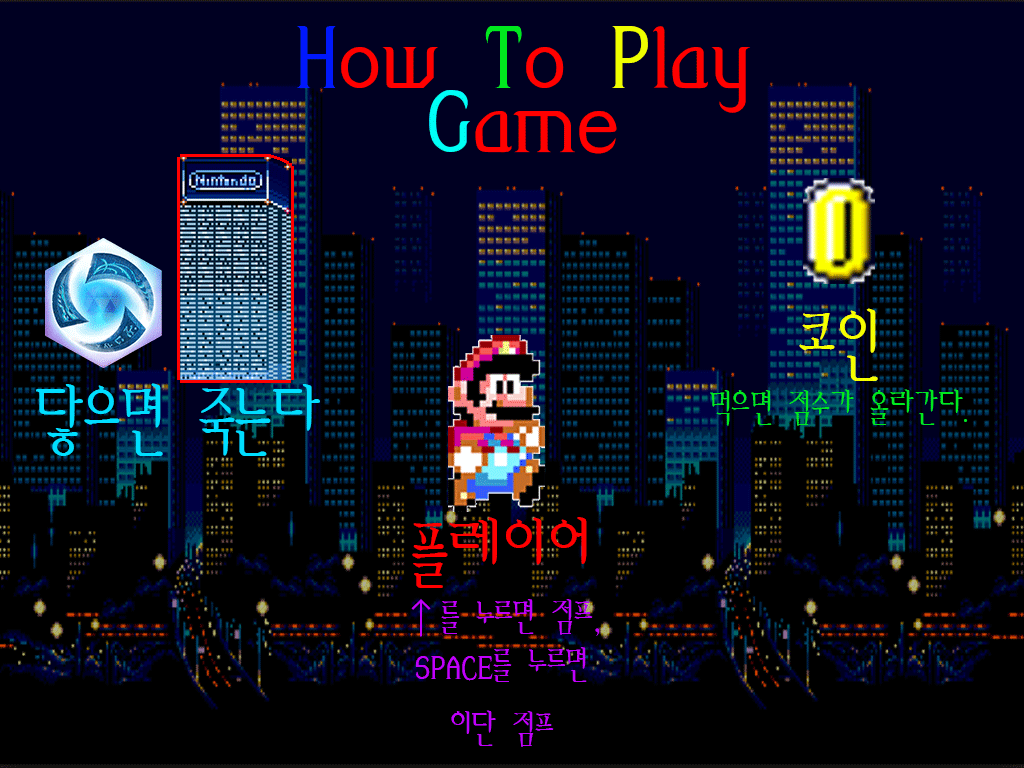 How To Play
Game
Nintendo
닿으면 죽는다
코인
먹으면 점수가 올라간다.
플레이어
↑를 누르면 점프,
SPACE를 누르면
이단 점프